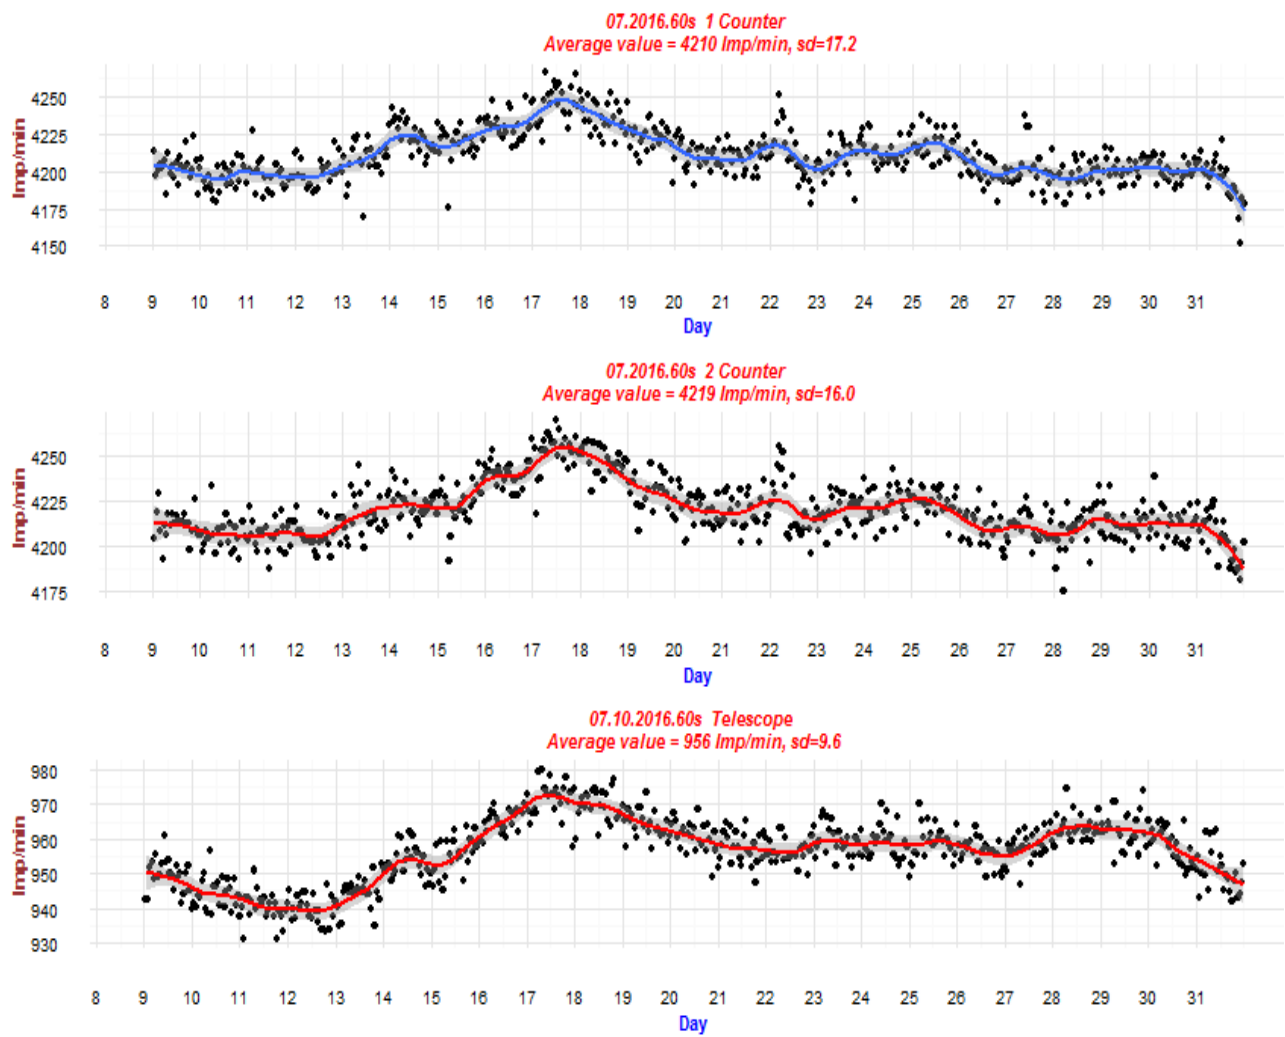 07.2016.60s 1 Counter
Average value = 4210 Imp/min, sd=17.2
Imp/min
4250
4225
4200
4175
4150
8 9 10 11 12 13 14 15 16 17 18 19 20 21 22 23 24 25 26 27 28 29 30 31
Day
07.2016.60s 2 Counter
Average value = 4219 Imp/min, sd=16.0
Imp/min
4250
4225
4200
4175
8 9 10 11 12 13 14 15 16 17 18 19 20 21 22 23 24 25 26 27 28 29 30 31
Day
07.10.2016.60s Telescope
Average value = 956 Imp/min, sd=9.6
Imp/min
980
970
960
950
940
930
8 9 10 11 12 13 14 15 16 17 18 19 20 21 22 23 24 25 26 27 28 29 30 31
Day